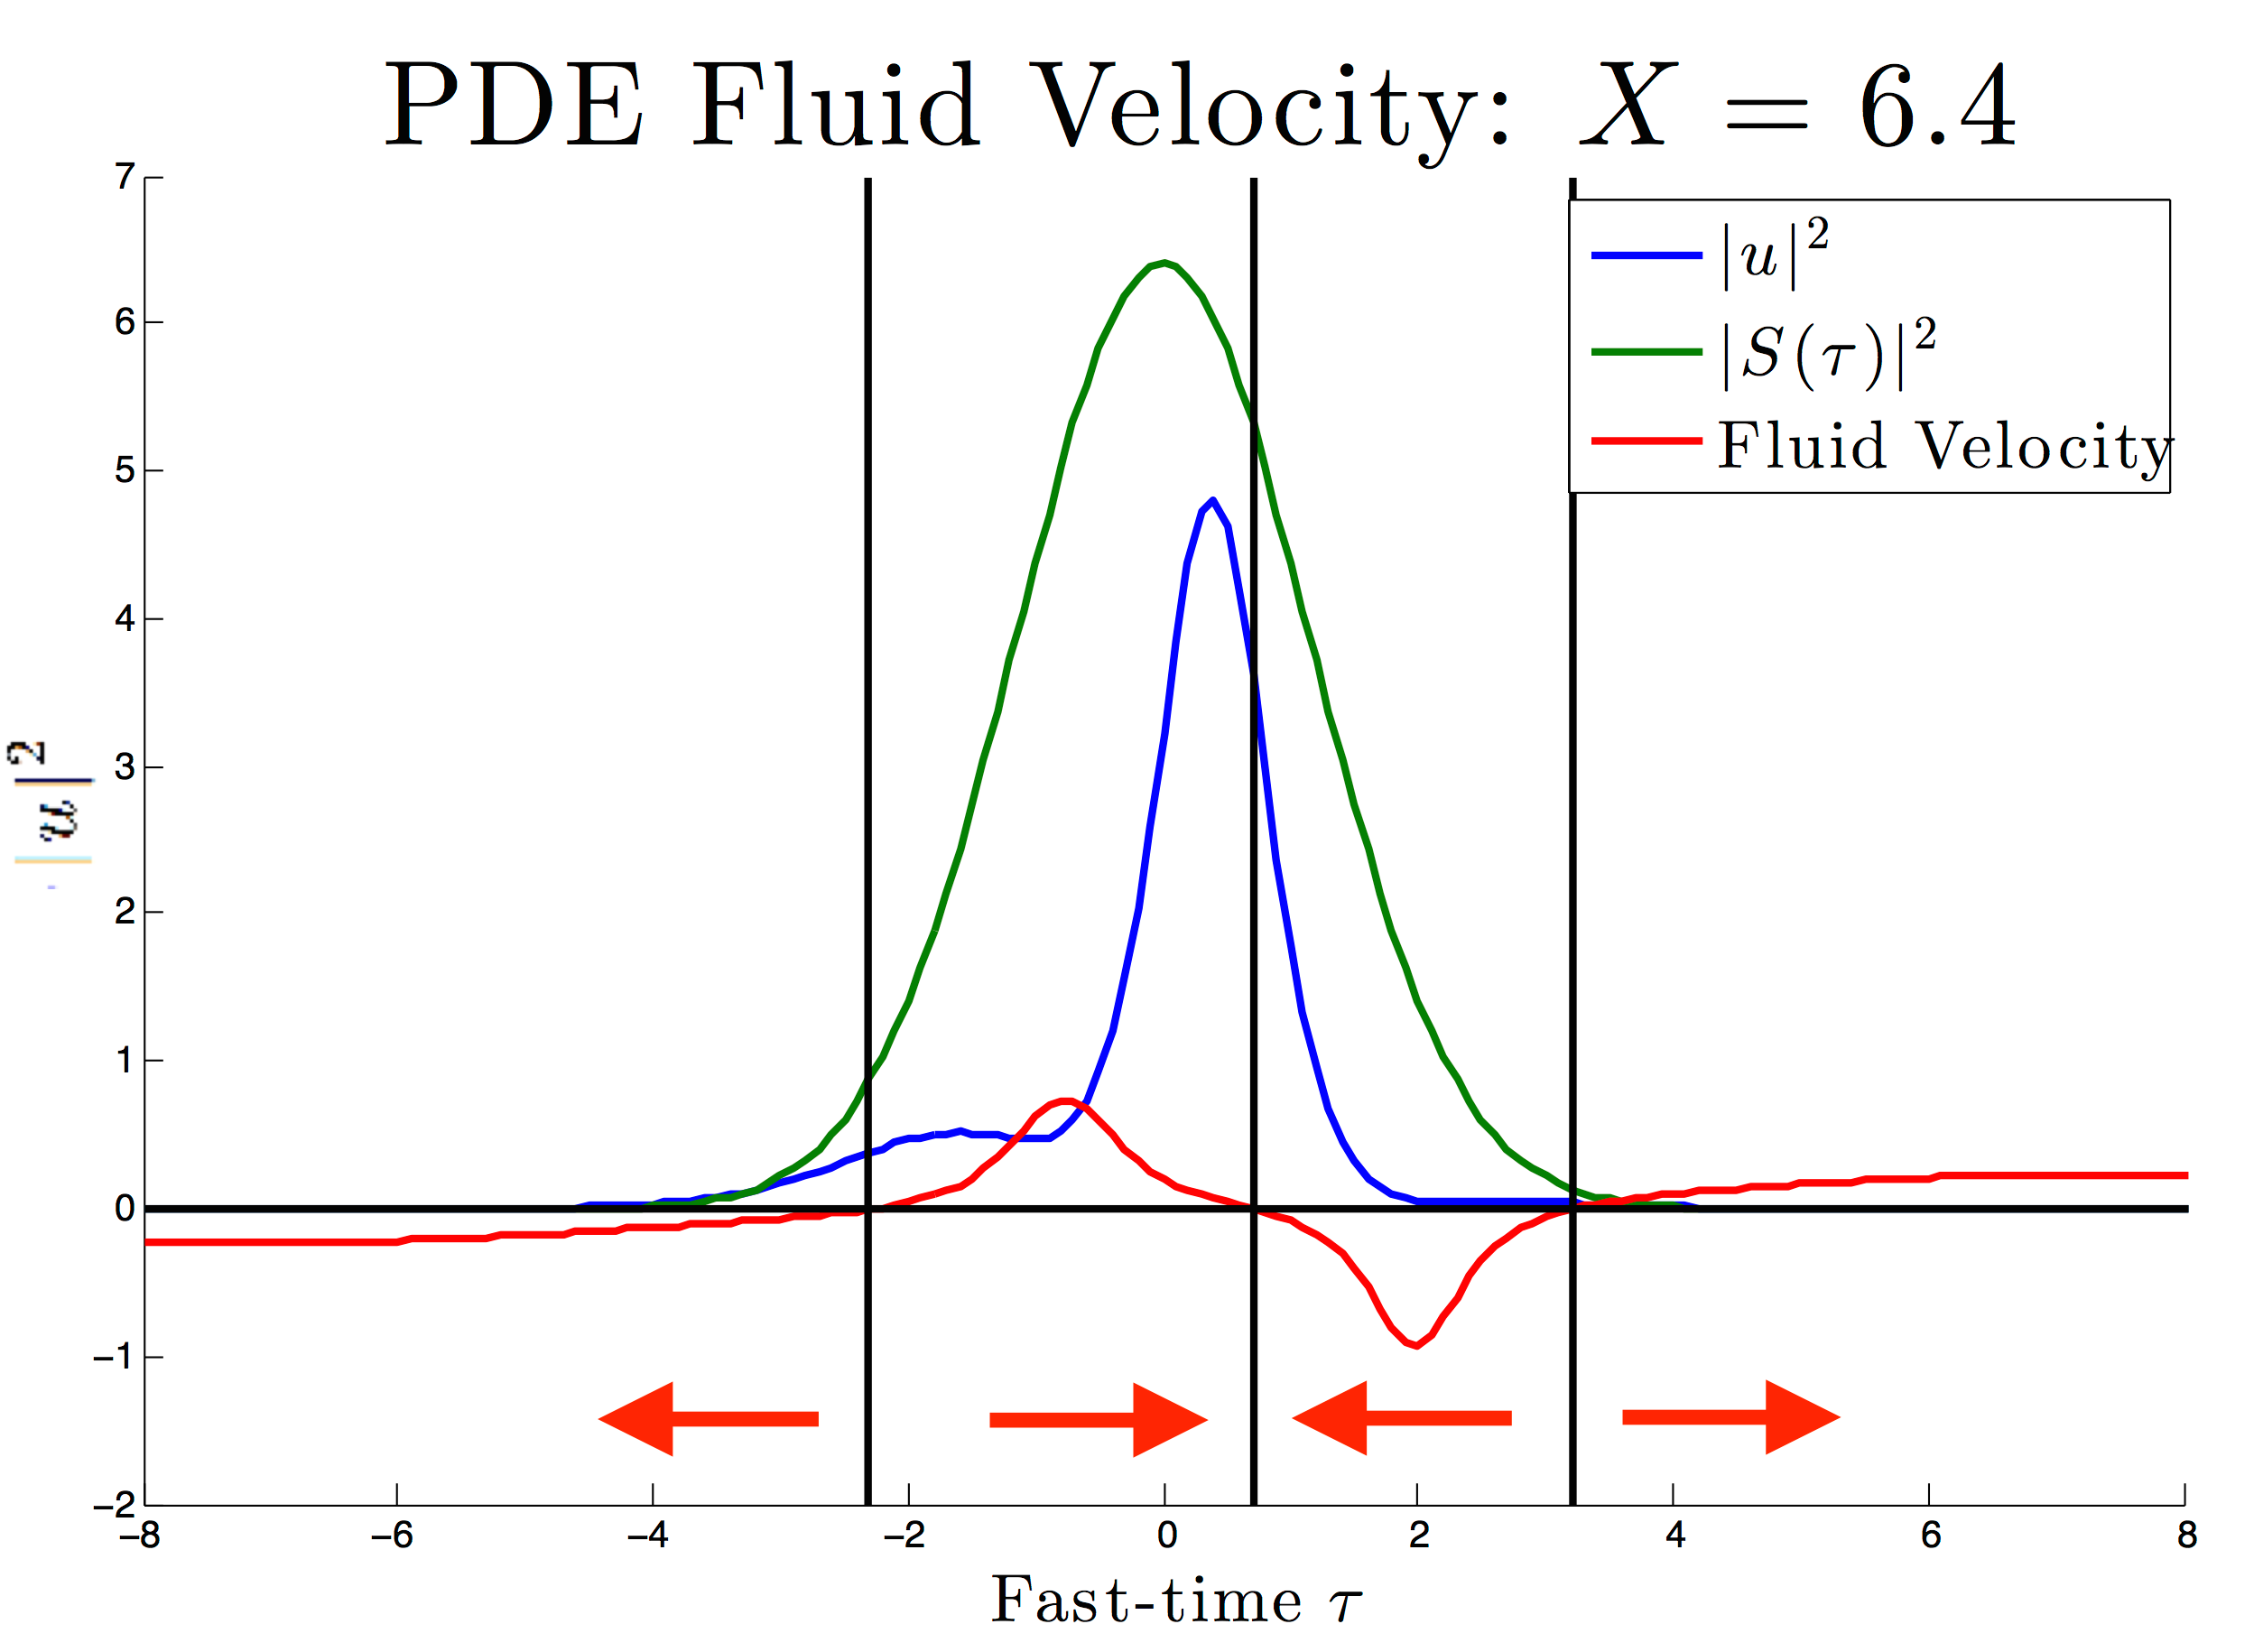 PDE Fluid Velocity: X = 6.4
7
|u|²
|S(τ)|²
Fluid Velocity
6
5
4
3
2
1
0
−1
−2
|u|²
−8 −6 −4 −2 0 2 4 6 8
Fast-time τ